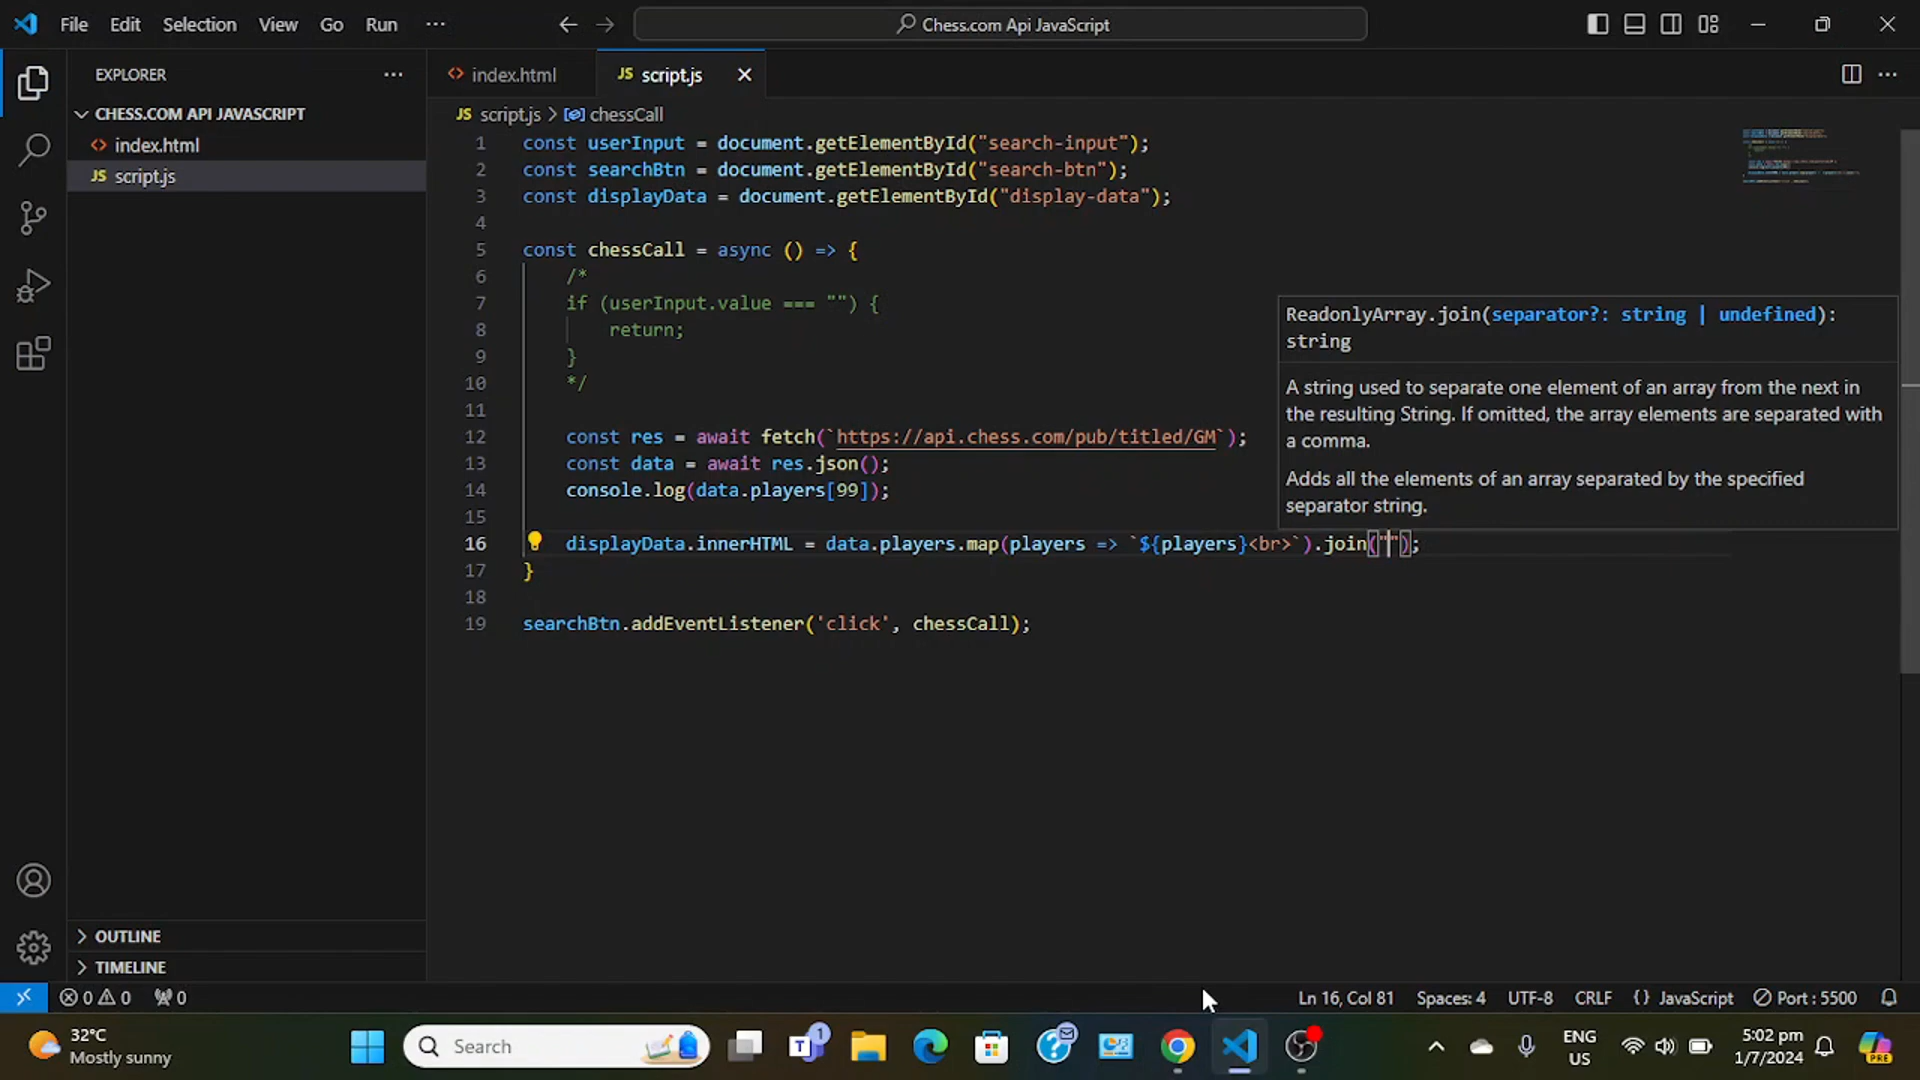 File Edit Selection View Go Run ···
Chess.com Api JavaScript
EXPLORER ···
CHESS.COM API JAVASCRIPT
<> index.html
JS script.js
OUTLINE
TIMELINE
<> index.html JS script.js
JS script.js > chessCall
1 const userInput = document.getElementById("search-input");
2 const searchBtn = document.getElementById("search-btn");
3 const displayData = document.getElementById("display-data");
4
5 const chessCall = async () => {
6 /*
7 if (userInput.value === "") {
8 return;
9 }
10 */
11
12 const res = await fetch(`https://api.chess.com/pub/titled/GM`);
13 const data = await res.json();
14 console.log(data.players[99]);
15
16 displayData.innerHTML = data.players.map(players => `${players}<br>`).join("");
17 }
18
19 searchBtn.addEventListener('click', chessCall);
ReadonlyArray.join(separator?: string | undefined):
string
A string used to separate one element of an array from the next in
the resulting String. If omitted, the array elements are separated with
a comma.
Adds all the elements of an array separated by the specified
separator string.
0 0 0 Ln 16, Col 81 Spaces: 4 UTF-8 CRLF {} JavaScript Port : 5500
32°C
Mostly sunny
Search
T 1
ENG
US
5:02 pm
1/7/2024
PRE